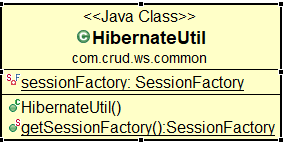 <<Java Class>>
HibernateUtil
com.crud.ws.common
sessionFactory: SessionFactory
HibernateUtil()
getSessionFactory():SessionFactory